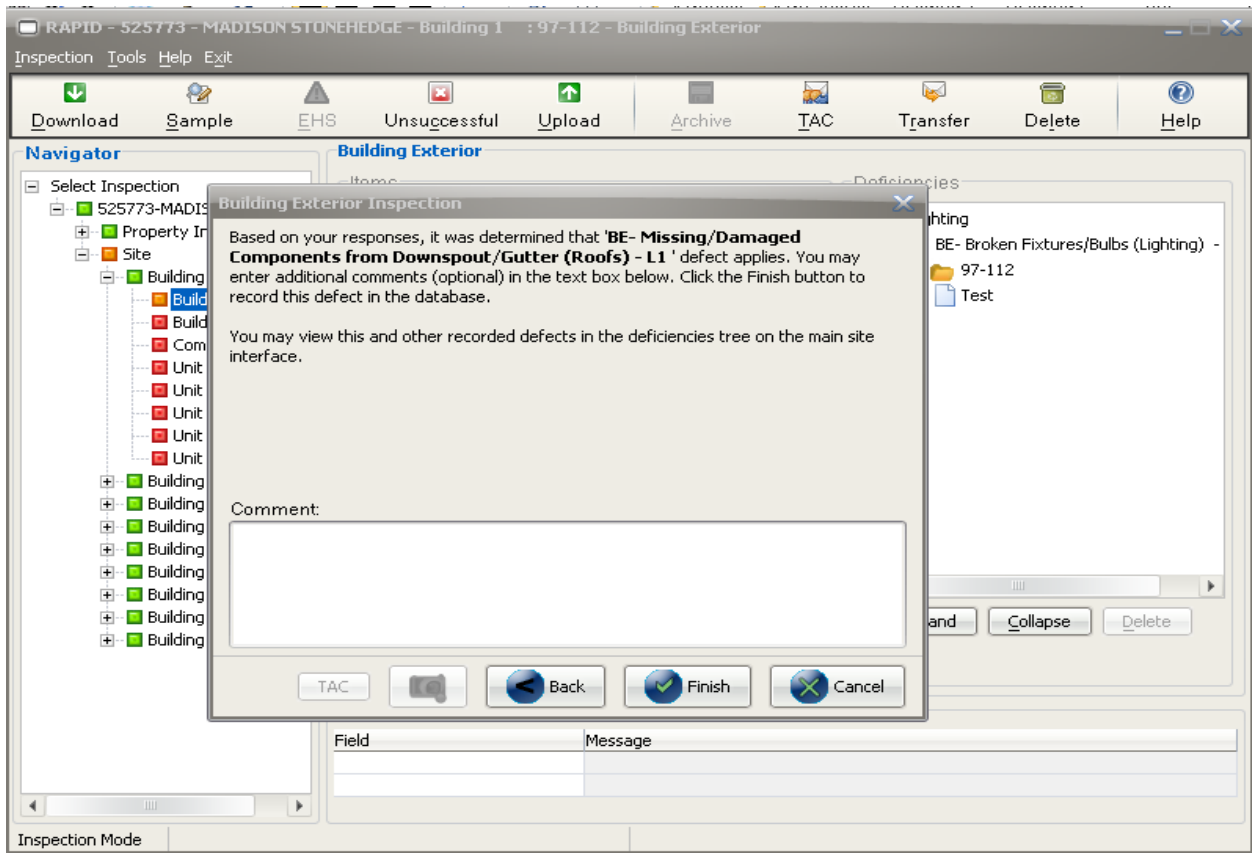 RAPID - 525773 - MADISON STONEHEDGE - Building 1 : 97-112 - Building Exterior
Inspection Tools Help Exit
Download Sample EHS Unsuccessful Upload Archive TAC Transfer Delete Help
Navigator
Select Inspection
525773-MADIS
Property In
Site
Building
Build
Build
Com
Unit
Unit
Unit
Unit
Unit
Building
Building
Building
Building
Building
Building
Building
Building
Building Exterior
Items
Deficiencies
ghting
BE- Broken Fixtures/Bulbs (Lighting) -
97-112
Test
Building Exterior Inspection
Based on your responses, it was determined that 'BE- Missing/Damaged
Components from Downspout/Gutter (Roofs) - L1 ' defect applies. You may
enter additional comments (optional) in the text box below. Click the Finish button to
record this defect in the database.
You may view this and other recorded defects in the deficiencies tree on the main site
interface.
Comment:
TAC Back Finish Cancel
and Collapse Delete
Field Message
Inspection Mode